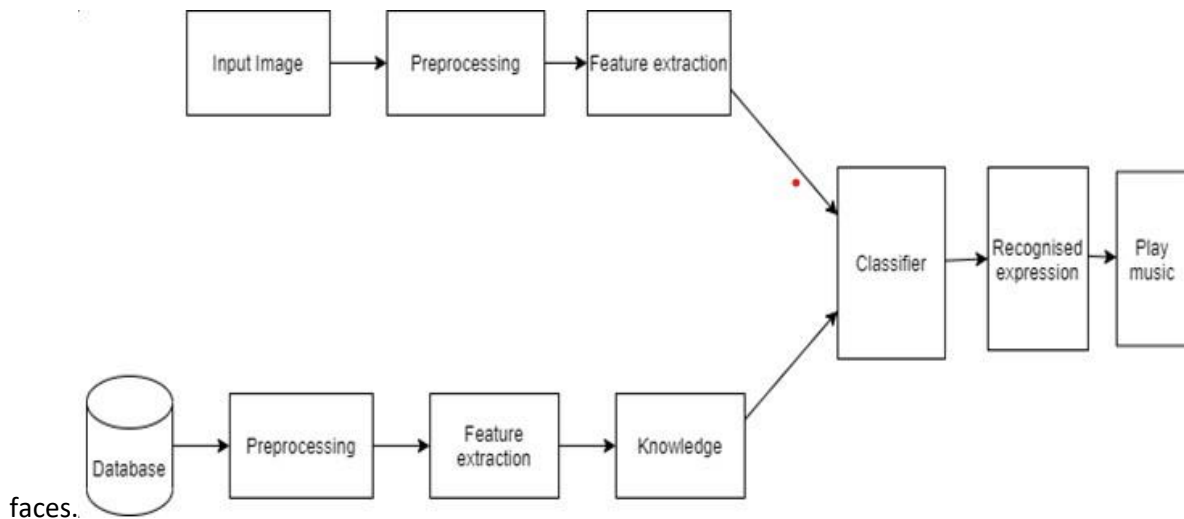 Input Image
Preprocessing
Feature extraction
Classifier
Recognised
expression
Play
music
Database
Preprocessing
Feature
extraction
Knowledge
faces.